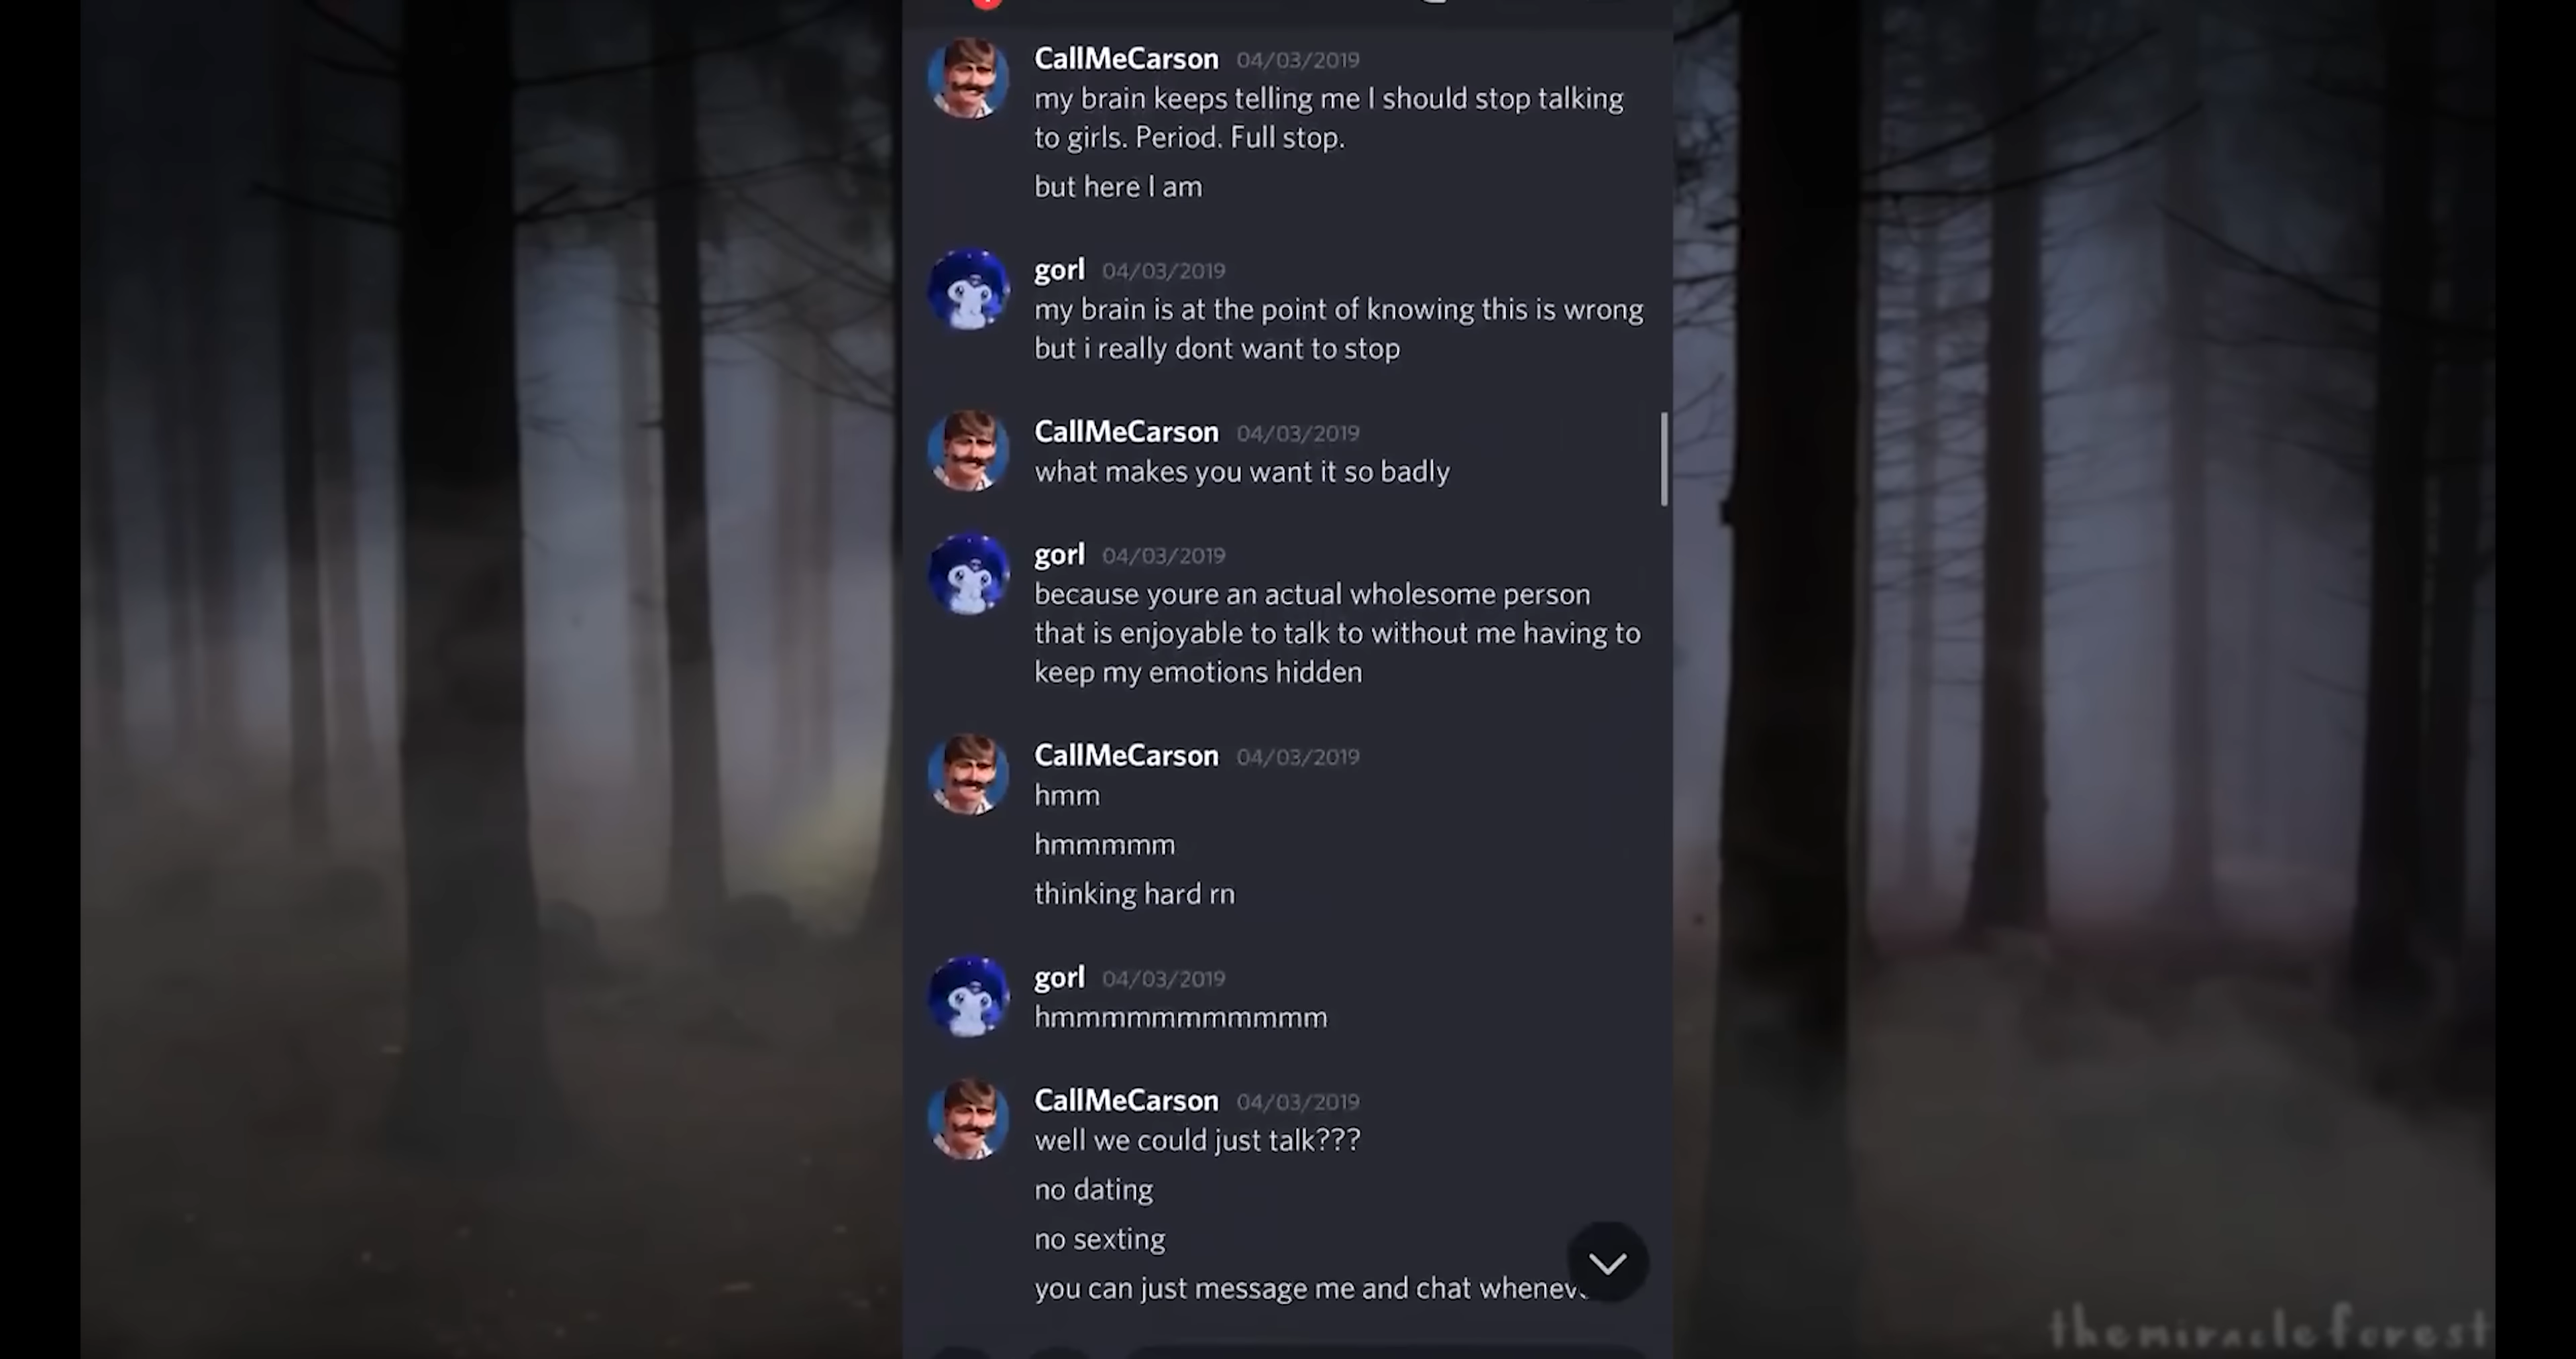 CallMeCarson 04/03/2019
my brain keeps telling me I should stop talking
to girls. Period. Full stop.
but here I am
gorl 04/03/2019
my brain is at the point of knowing this is wrong
but i really dont want to stop
CallMeCarson 04/03/2019
what makes you want it so badly
gorl 04/03/2019
because youre an actual wholesome person
that is enjoyable to talk to without me having to
keep my emotions hidden
CallMeCarson 04/03/2019
hmm
hmmmmm
thinking hard rn
gorl 04/03/2019
hmmmmmmmmmmm
CallMeCarson 04/03/2019
well we could just talk???
no dating
no sexting
you can just message me and chat
themiracleforest